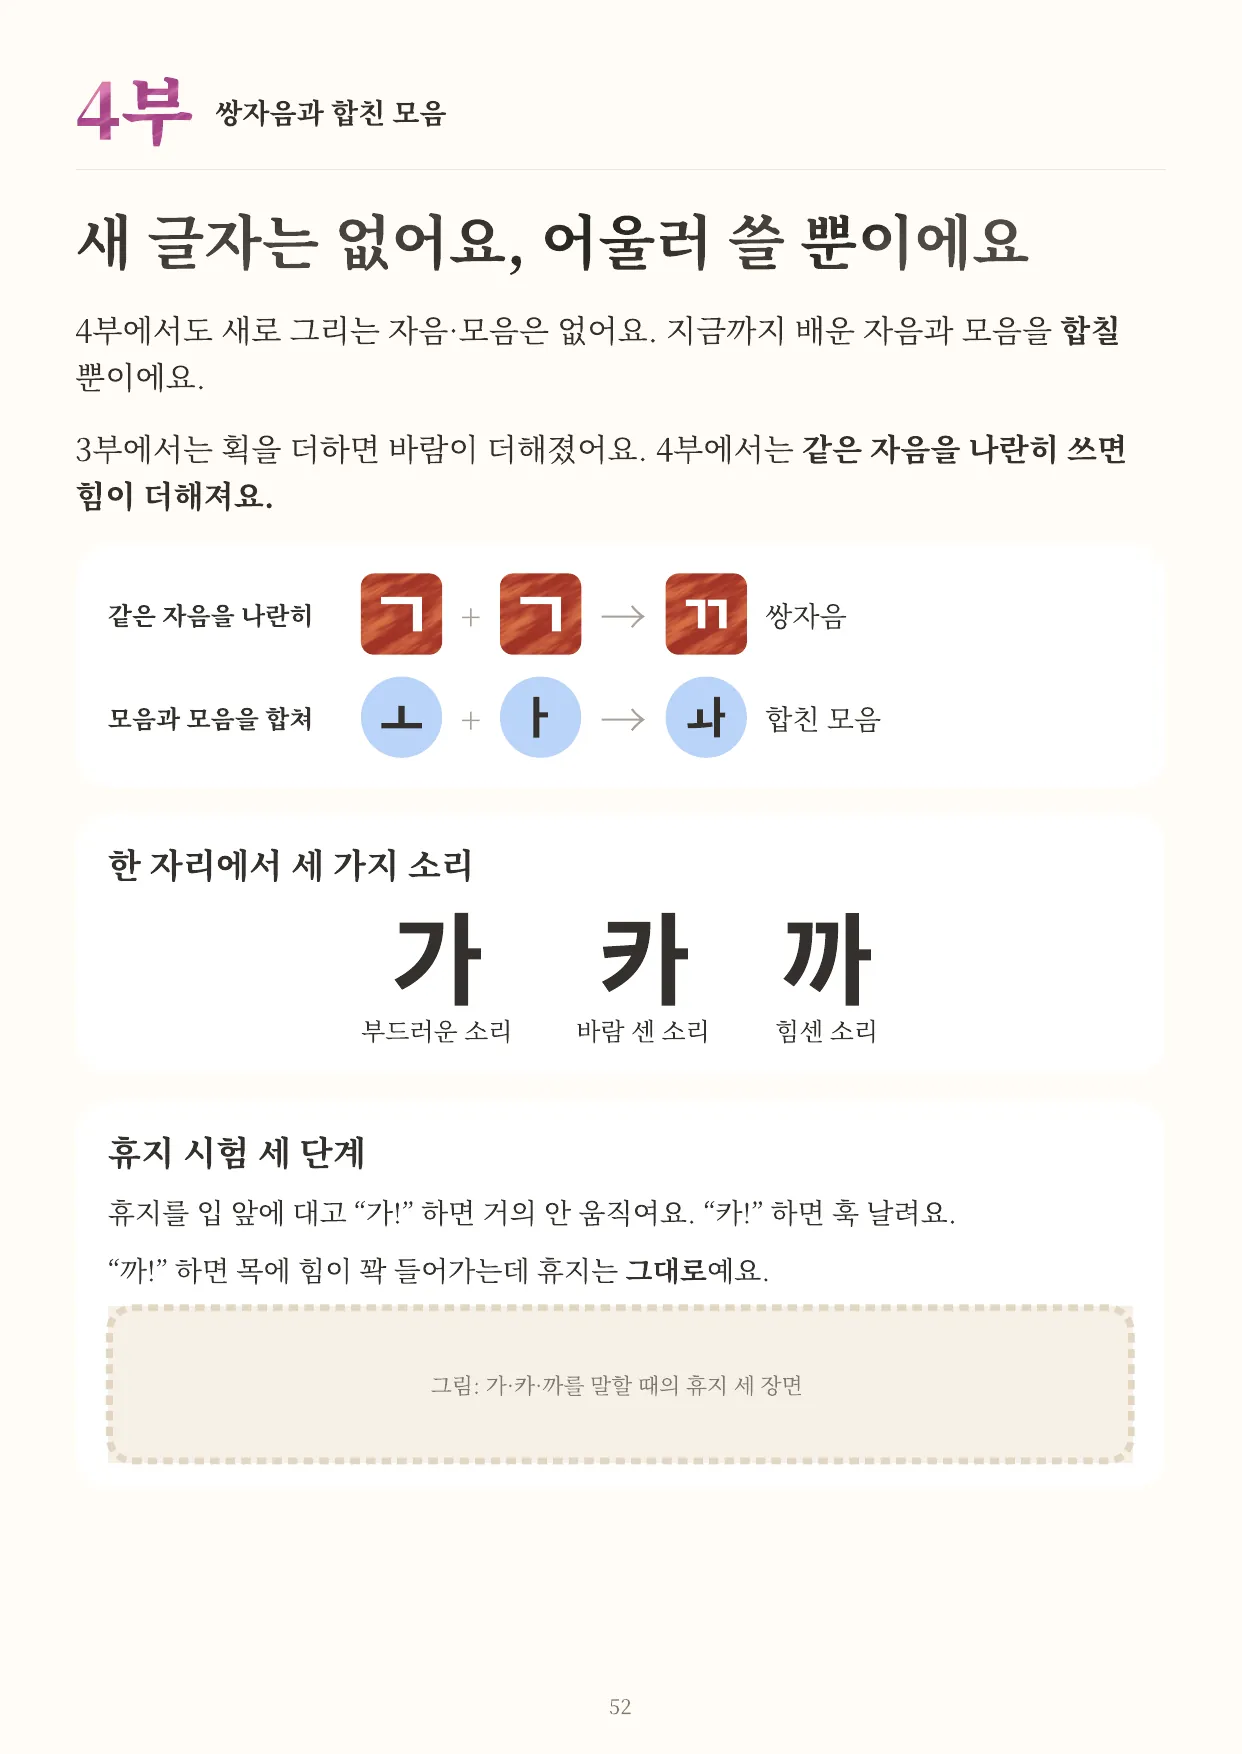 4부 쌍자음과 합친 모음
새 글자는 없어요, 어울러 쓸 뿐이에요
4부에서도 새로 그리는 자음·모음은 없어요. 지금까지 배운 자음과 모음을 합칠
뿐이에요.
3부에서는 획을 더하면 바람이 더해졌어요. 4부에서는 같은 자음을 나란히 쓰면
힘이 더해져요.
같은 자음을 나란히 ㄱ + ㄱ → ㄲ 쌍자음
모음과 모음을 합쳐 ㅗ + ㅏ → ㅘ 합친 모음
한 자리에서 세 가지 소리
가 카 까
부드러운 소리 바람 센 소리 힘센 소리
휴지 시험 세 단계
휴지를 입 앞에 대고 “가!” 하면 거의 안 움직여요. “카!” 하면 훅 날려요.
“까!” 하면 목에 힘이 꽉 들어가는데 휴지는 그대로예요.
그림: 가·카·까를 말할 때의 휴지 세 장면
52